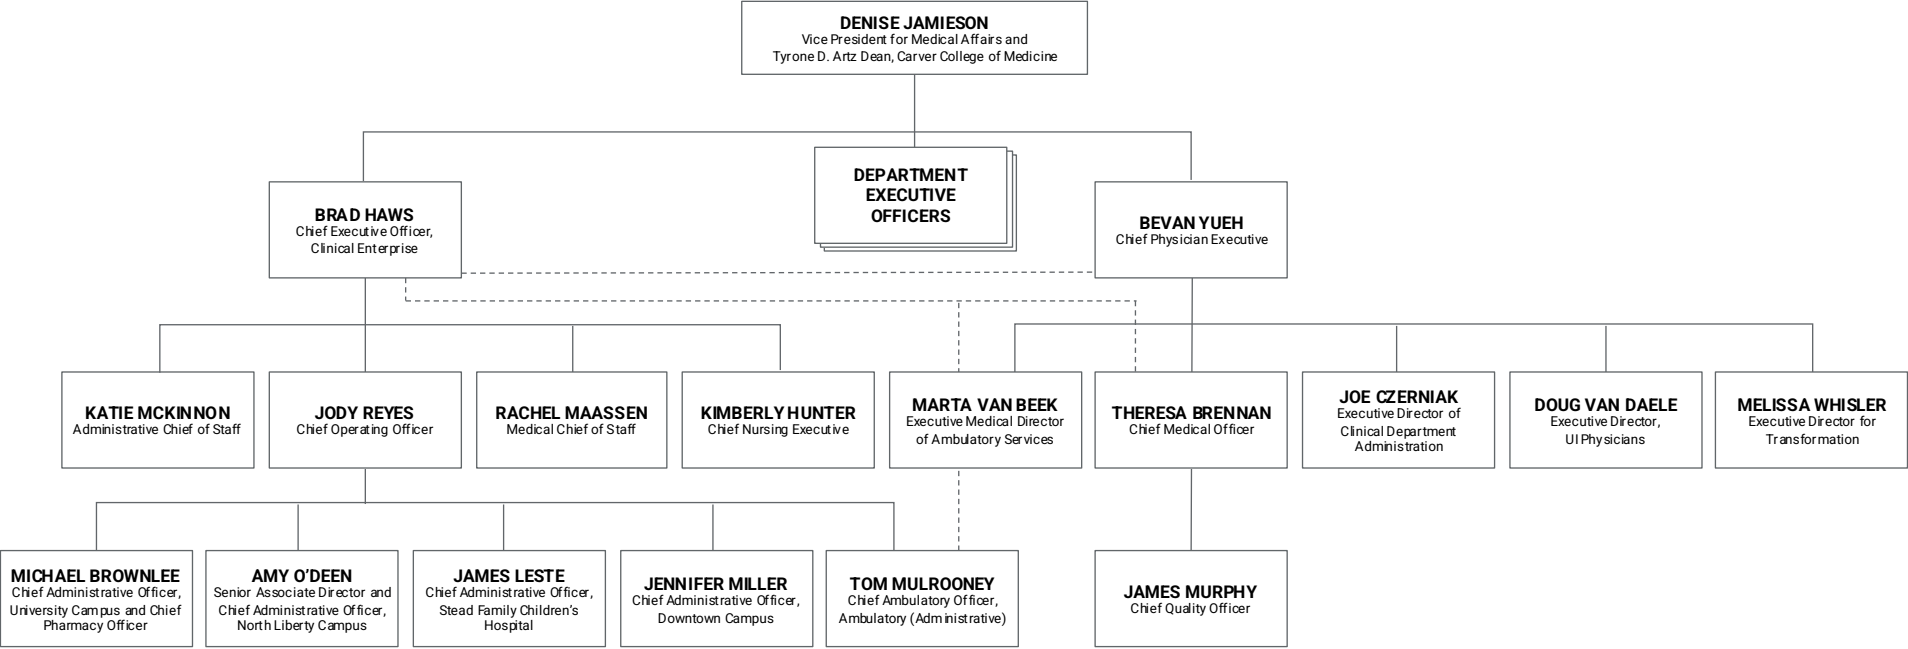 DENISE JAMIESON
Vice President for Medical Affairs and
Tyrone D. Artz Dean, Carver College of Medicine
DEPARTMENT
EXECUTIVE
OFFICERS
BRAD HAWS
Chief Executive Officer,
Clinical Enterprise
BEVAN YUEH
Chief Physician Executive
KATIE MCKINNON
Administrative Chief of Staff
JODY REYES
Chief Operating Officer
RACHEL MAASSEN
Medical Chief of Staff
KIMBERLY HUNTER
Chief Nursing Executive
MARTA VAN BEEK
Executive Medical Director
of Ambulatory Services
THERESA BRENNAN
Chief Medical Officer
JOE CZERNIAK
Executive Director of
Clinical Department
Administration
DOUG VAN DAELE
Executive Director,
UI Physicians
MELISSA WHISLER
Executive Director for
Transformation
MICHAEL BROWNLEE
Chief Administrative Officer,
University Campus and Chief
Pharmacy Officer
AMY O’DEEN
Senior Associate Director and
Chief Administrative Officer,
North Liberty Campus
JAMES LESTE
Chief Administrative Officer,
Stead Family Children’s
Hospital
JENNIFER MILLER
Chief Administrative Officer,
Downtown Campus
TOM MULROONEY
Chief Ambulatory Officer,
Ambulatory (Administrative)
JAMES MURPHY
Chief Quality Officer